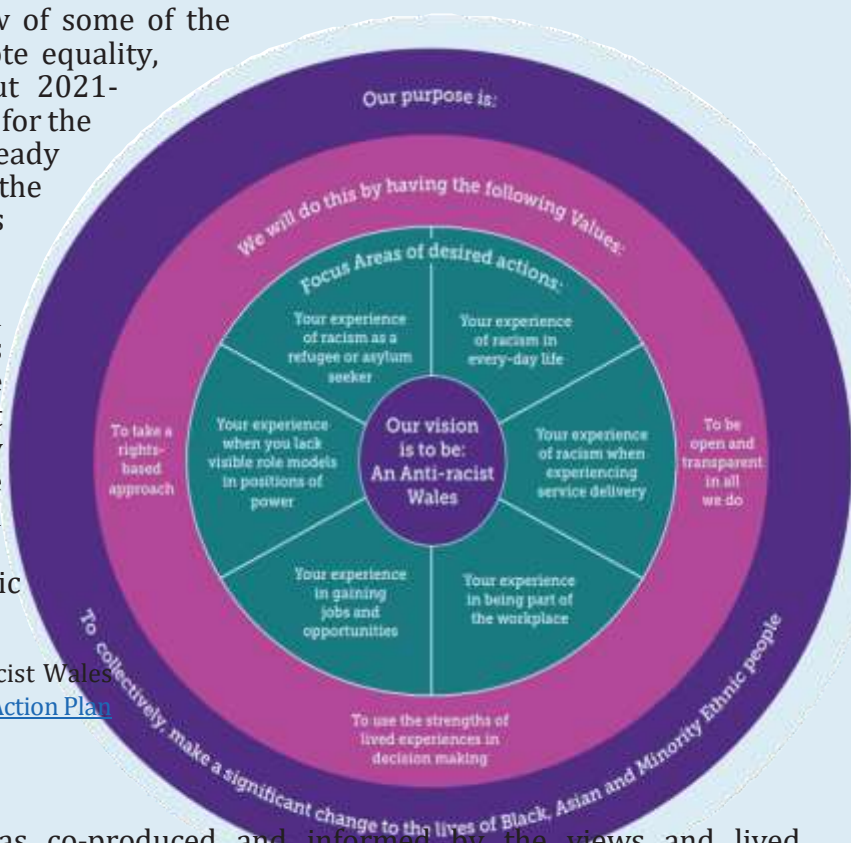 w of some of the
ote equality,
ut 2021-
for the
eady
the
s
Our purpose is:
We will do this by having the following Values:
Focus Areas of desired actions:
Your experience
of racism as a
refugee or asylum
seeker
Your experience
of racism in
every-day life
To take a
rights-
based
approach
Your experience
when you lack
visible role models
in positions of
power
Our vision
is to be:
An Anti-racist
Wales
Your experience
of racism when
experiencing
service delivery
To be
open and
transparent
in all
we do
Your experience
in gaining
jobs and
opportunities
Your experience
in being part of
the workplace
To use the strengths of
lived experiences in
decision making
To collectively, make a significant change to the lives of Black, Asian and Minority Ethnic people
ic
cist Wales
Action Plan
as co-produced and informed by the views and lived